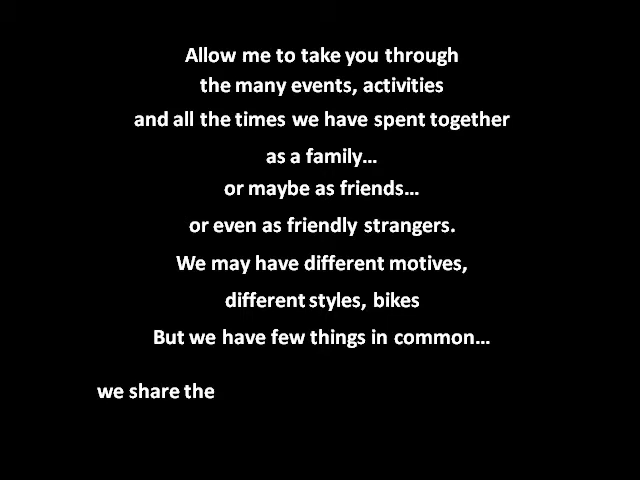 Allow me to take you through
the many events, activities
and all the times we have spent together
as a family...
or maybe as friends...
or even as friendly strangers.
We may have different motives,
different styles, bikes
But we have few things in common...
we share the